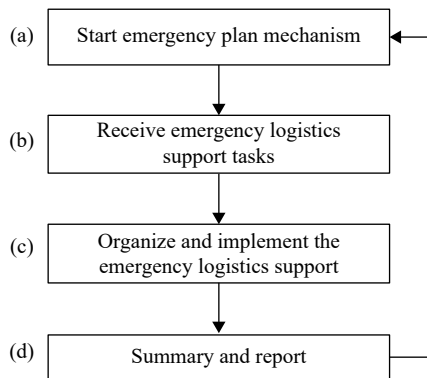 (a) Start emergency plan mechanism
(b) Receive emergency logistics
support tasks
(c) Organize and implement the
emergency logistics support
(d) Summary and report